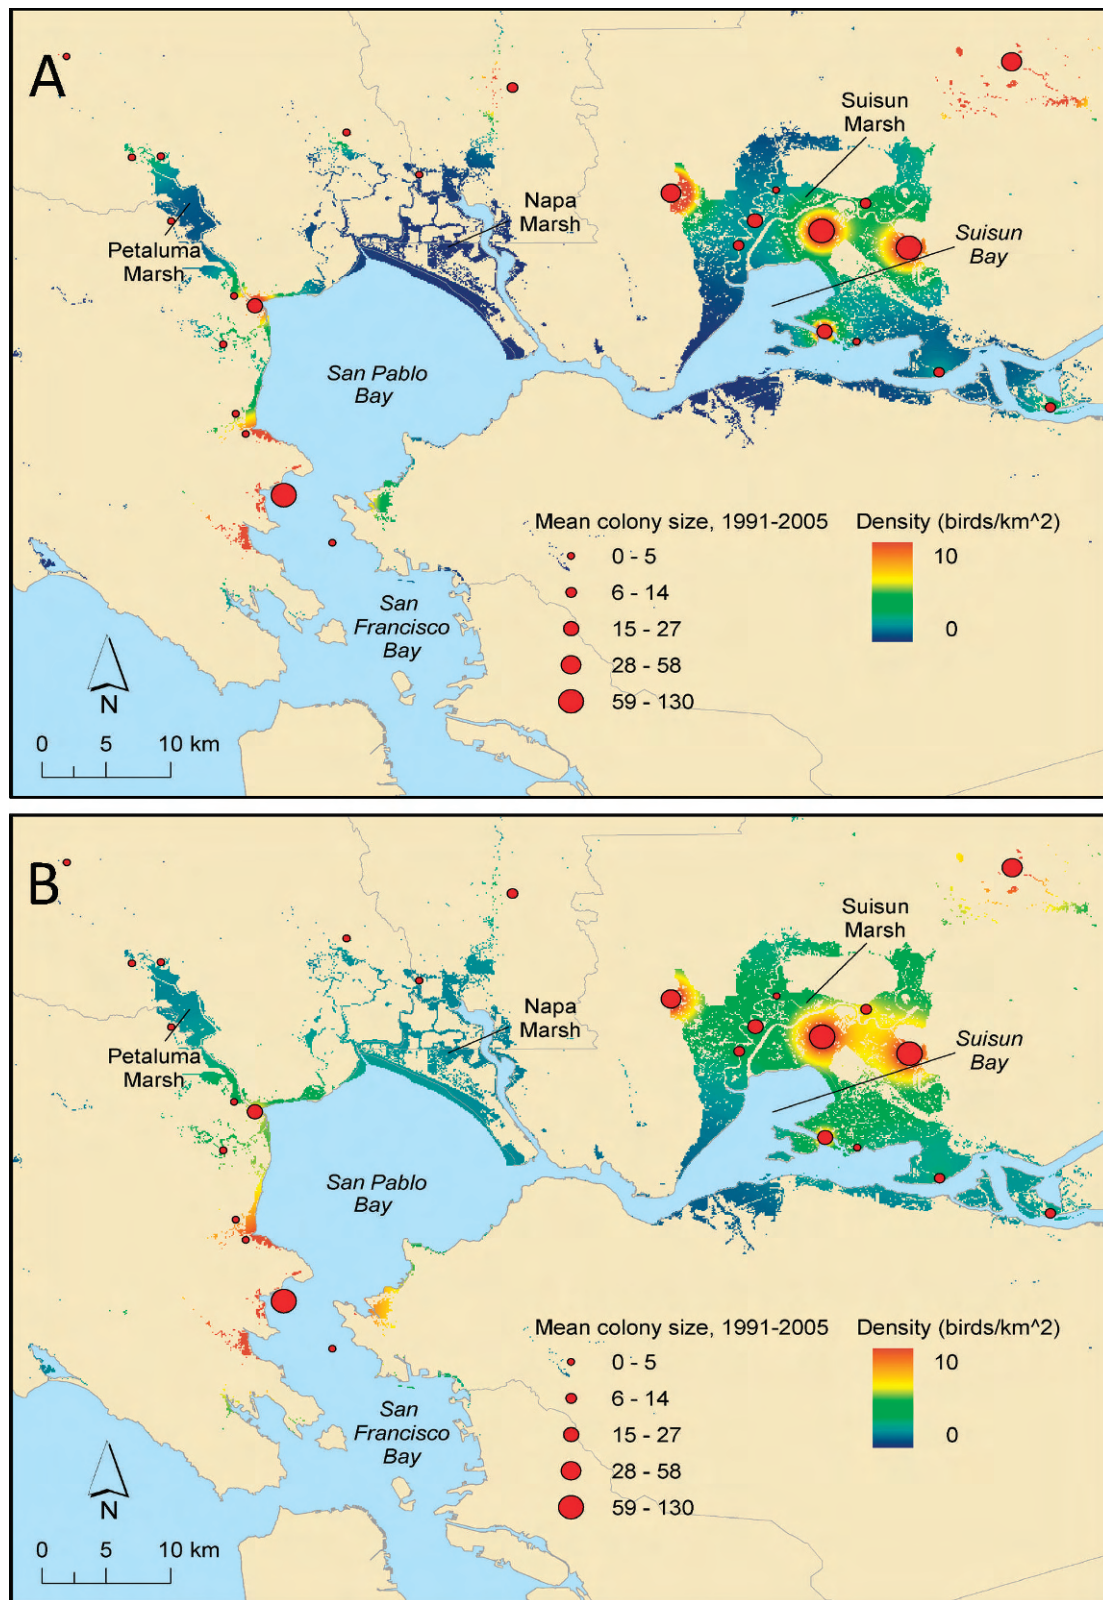 A
Suisun
Marsh
Napa
Marsh
Petaluma
Marsh
Suisun
Bay
San Pablo
Bay
San
Francisco
Bay
Mean colony size, 1991-2005
0 - 5
6 - 14
15 - 27
28 - 58
59 - 130
Density (birds/km^2)
10
0
N
0 5 10 km
B
Suisun
Marsh
Napa
Marsh
Petaluma
Marsh
Suisun
Bay
San Pablo
Bay
San
Francisco
Bay
Mean colony size, 1991-2005
0 - 5
6 - 14
15 - 27
28 - 58
59 - 130
Density (birds/km^2)
10
0
N
0 5 10 km